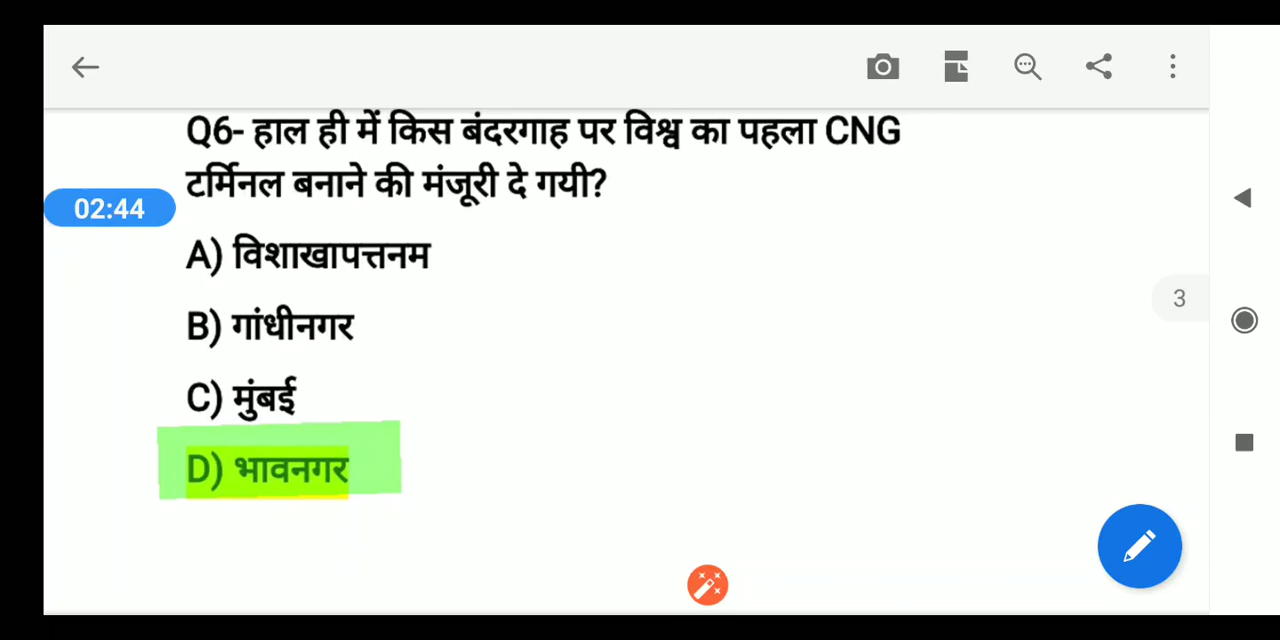 Q6- हाल ही में किस बंदरगाह पर विश्व का पहला CNG
टर्मिनल बनाने की मंजूरी दे गयी?
02:44
A) विशाखापत्तनम
B) गांधीनगर
3
C) मुंबई
D) भावनगर